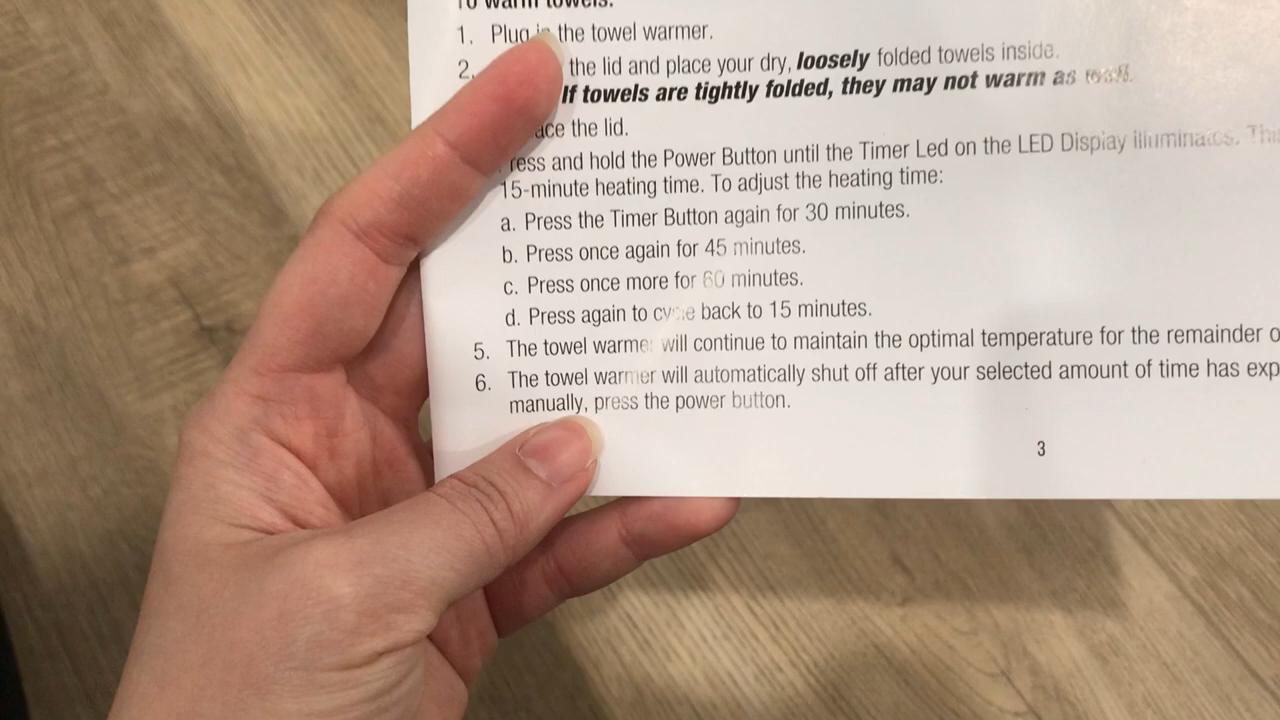 To warm towels:
1. Plug in the towel warmer.
2. the lid and place your dry, loosely folded towels inside.
If towels are tightly folded, they may not warm as well.
ace the lid.
ress and hold the Power Button until the Timer Led on the LED Display illuminates. Thi
15-minute heating time. To adjust the heating time:
a. Press the Timer Button again for 30 minutes.
b. Press once again for 45 minutes.
c. Press once more for 60 minutes.
d. Press again to cycle back to 15 minutes.
5. The towel warmer will continue to maintain the optimal temperature for the remainder o
6. The towel warmer will automatically shut off after your selected amount of time has exp
manually, press the power button.
3